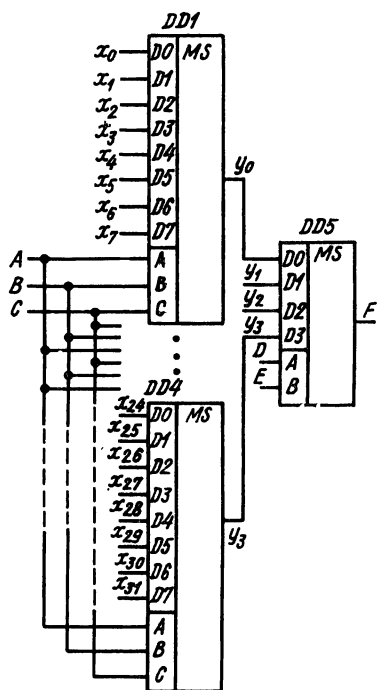 DD1
x₀ D0 MS
x₁ D1
x₂ D2
x₃ D3
x₄ D4
x₅ D5 y₀
x₆ D6
x₇ D7
A A
B B
C C
DD5
D0 MS
y₁ D1
y₂ D2
y₃ D3 F
D A
E B
DD4
x₂₄ D0 MS
x₂₅ D1
x₂₆ D2
x₂₇ D3
x₂₈ D4
x₂₉ D5 y₃
x₃₀ D6
x₃₁ D7
A
B
C